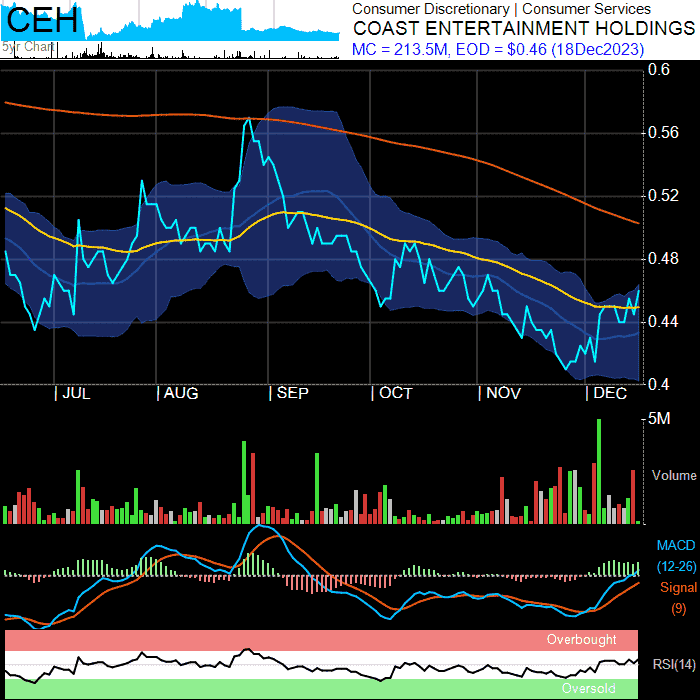 CEH
5yr Chart
Consumer Discretionary | Consumer Services
COAST ENTERTAINMENT HOLDINGS
MC = 213.5M, EOD = $0.46 (18Dec2023)
0.6
0.56
0.52
0.48
0.44
0.4
| JUL
| AUG
| SEP
| OCT
| NOV
| DEC
5M
Volume
MACD
(12-26)
Signal
(9)
Overbought
RSI(14)
Oversold